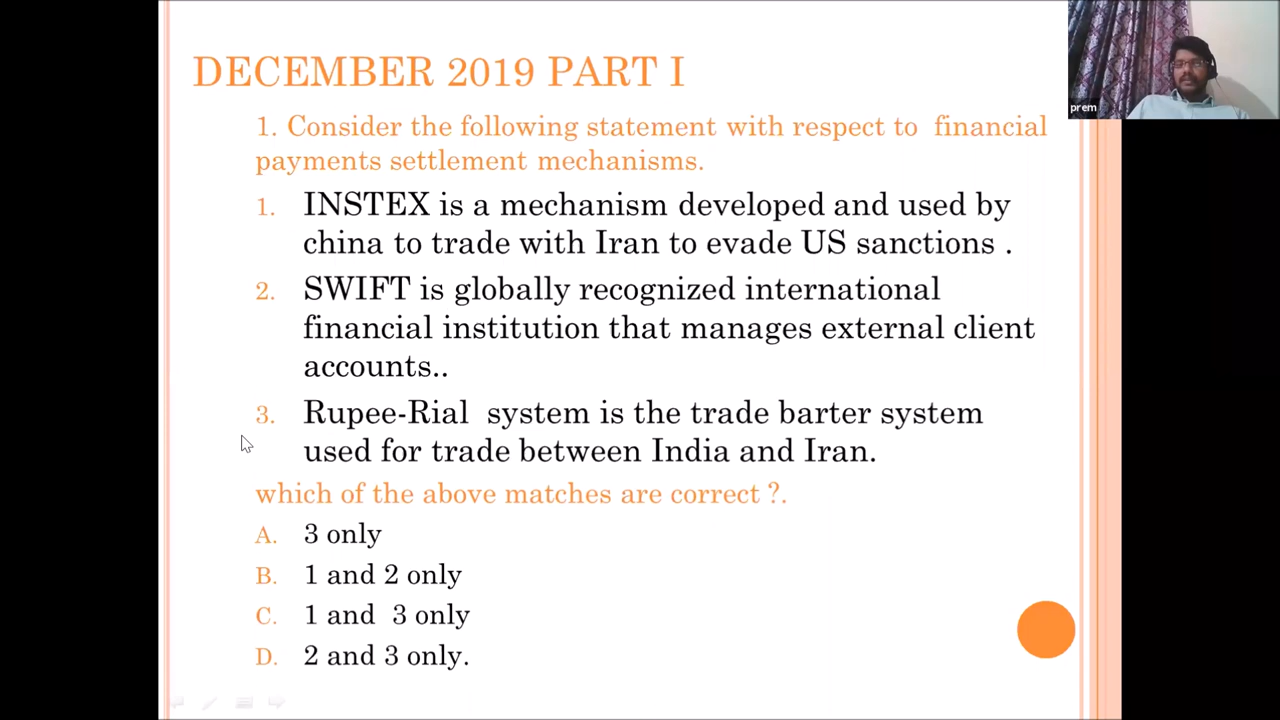 DECEMBER 2019 PART I
prem
1. Consider the following statement with respect to financial
payments settlement mechanisms.
1. INSTEX is a mechanism developed and used by
china to trade with Iran to evade US sanctions .
2. SWIFT is globally recognized international
financial institution that manages external client
accounts..
3. Rupee-Rial system is the trade barter system
used for trade between India and Iran.
which of the above matches are correct ?.
A. 3 only
B. 1 and 2 only
C. 1 and 3 only
D. 2 and 3 only.